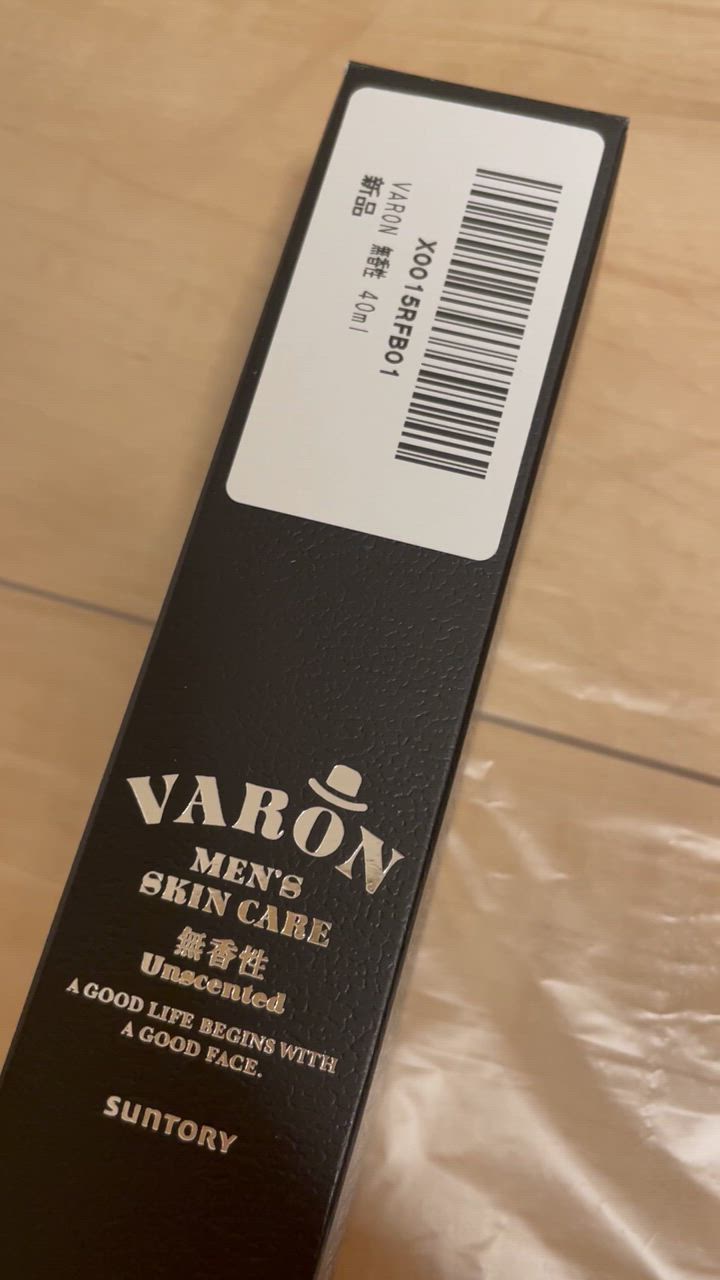 X0015RFB01
VARON 無香性 40ml
新品
VARON
MEN'S
SKIN CARE
無香性
Unscented
A GOOD LIFE BEGINS WITH
A GOOD FACE.
SUNTORY